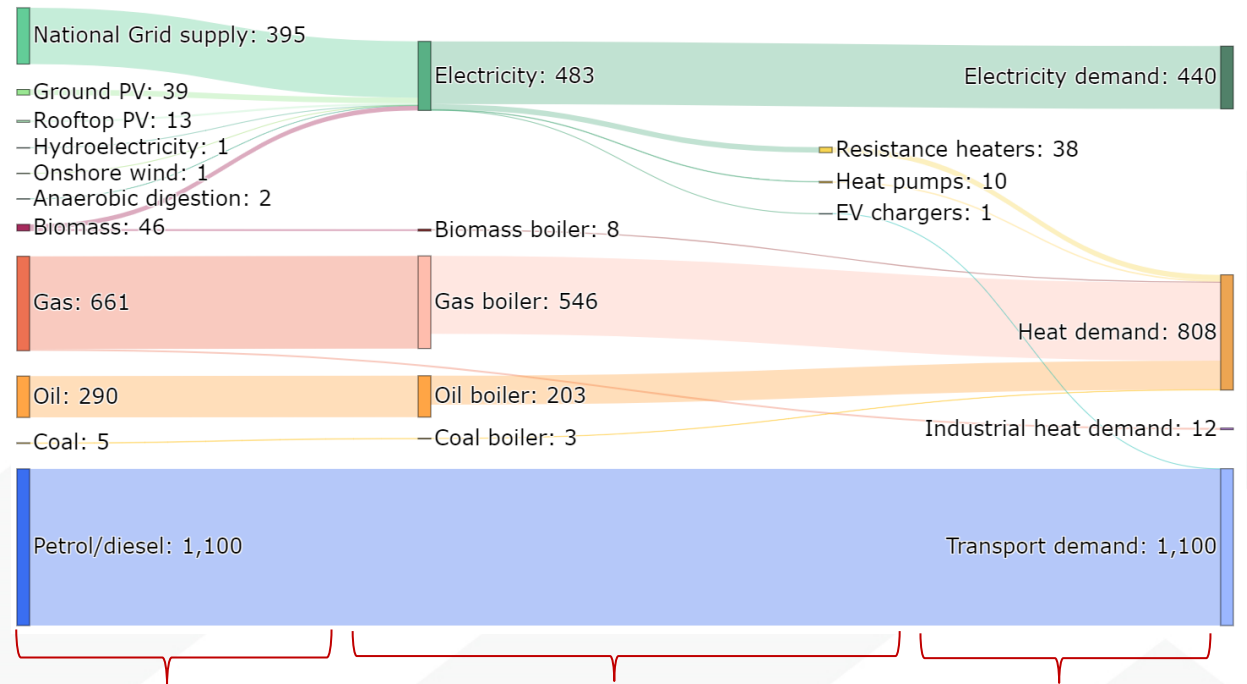 National Grid supply: 395
Ground PV: 39
Rooftop PV: 13
Hydroelectricity: 1
Onshore wind: 1
Anaerobic digestion: 2
Biomass: 46
Gas: 661
Oil: 290
Coal: 5
Petrol/diesel: 1,100
Electricity: 483
Biomass boiler: 8
Gas boiler: 546
Oil boiler: 203
Coal boiler: 3
Resistance heaters: 38
Heat pumps: 10
EV chargers: 1
Electricity demand: 440
Heat demand: 808
Industrial heat demand: 12
Transport demand: 1,100